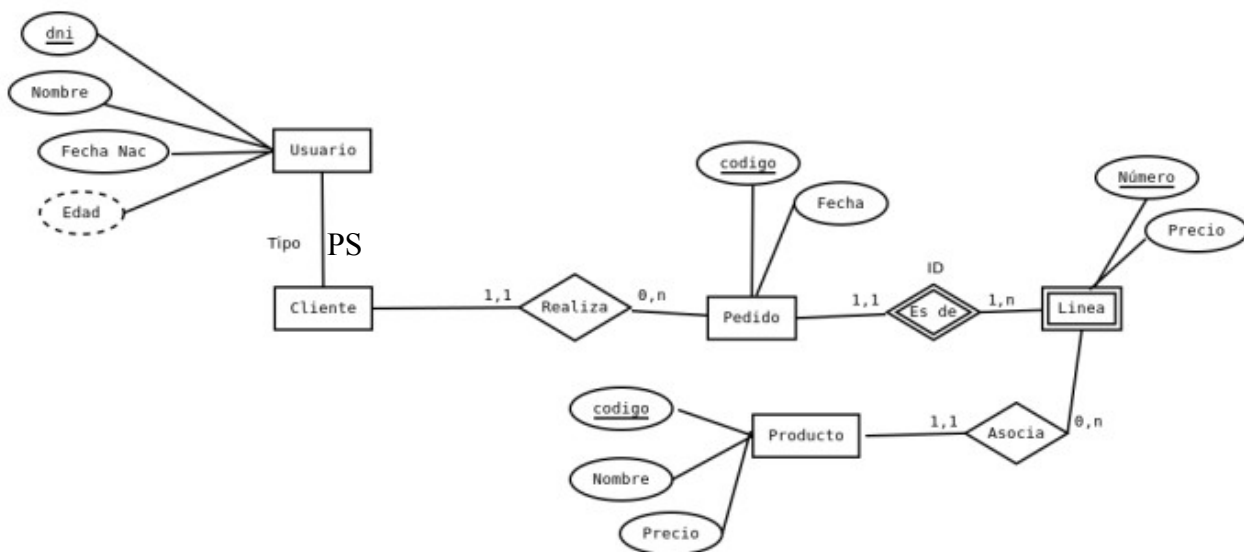 dni
Nombre
Fecha Nac
Edad
Usuario
Tipo
PS
Cliente
1,1
Realiza
0,n
codigo
Fecha
Pedido
1,1
ID
Es de
1,n
Número
Precio
Linea
codigo
Nombre
Precio
Producto
1,1
Asocia
0,n